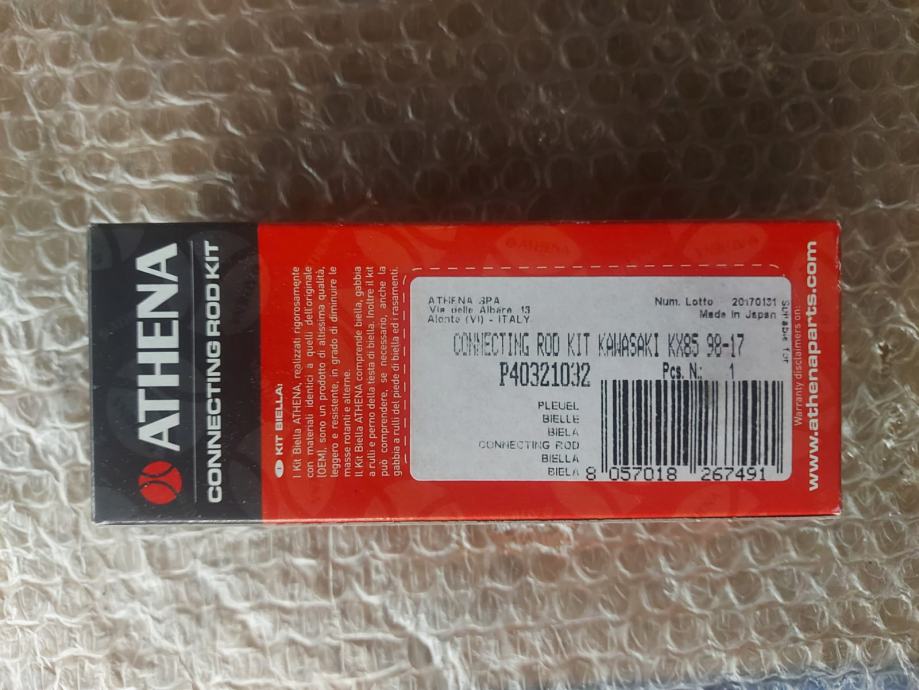 ATHENA
CONNECTING ROD KIT
KIT BIELLA:
I Kit Biella ATHENA, realizzati rigorosamente
con materiali identici a quelli dell'originale
(OEM), sono un prodotto di altissima qualità,
leggero e resistente, in grado di diminuire le
masse rotanti e alterne.
Il Kit Biella ATHENA comprende biella, gabbia
a rulli e perno della testa di biella. Inoltre il kit
può comprendere, se necessario, anche la
gabbia a rulli del piede di biella ed i rasamenti.
ATHENA SPA
Via delle Albere, 13
Alonte (VI) - ITALY
Num. Lotto 20170131
Made in Japan
CONNECTING ROD KIT KAWASAKI KX85 98-17
P40321032
Pcs. N.: 1
PLEUEL
BIELLE
BIELA
CONNECTING ROD
BIELLA
BIELA
8 057018 267491
Suitable for
Warranty disclaimers on:
www.athenaparts.com